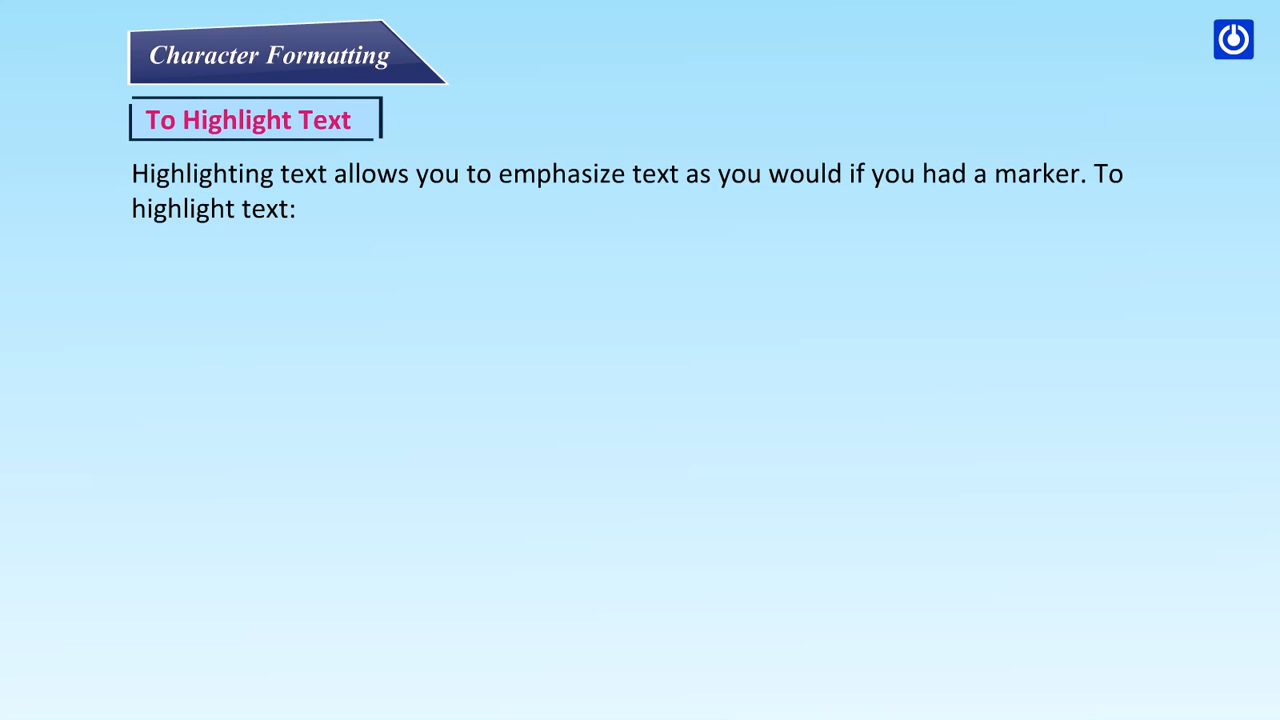 Character Formatting
To Highlight Text
Highlighting text allows you to emphasize text as you would if you had a marker. To
highlight text: